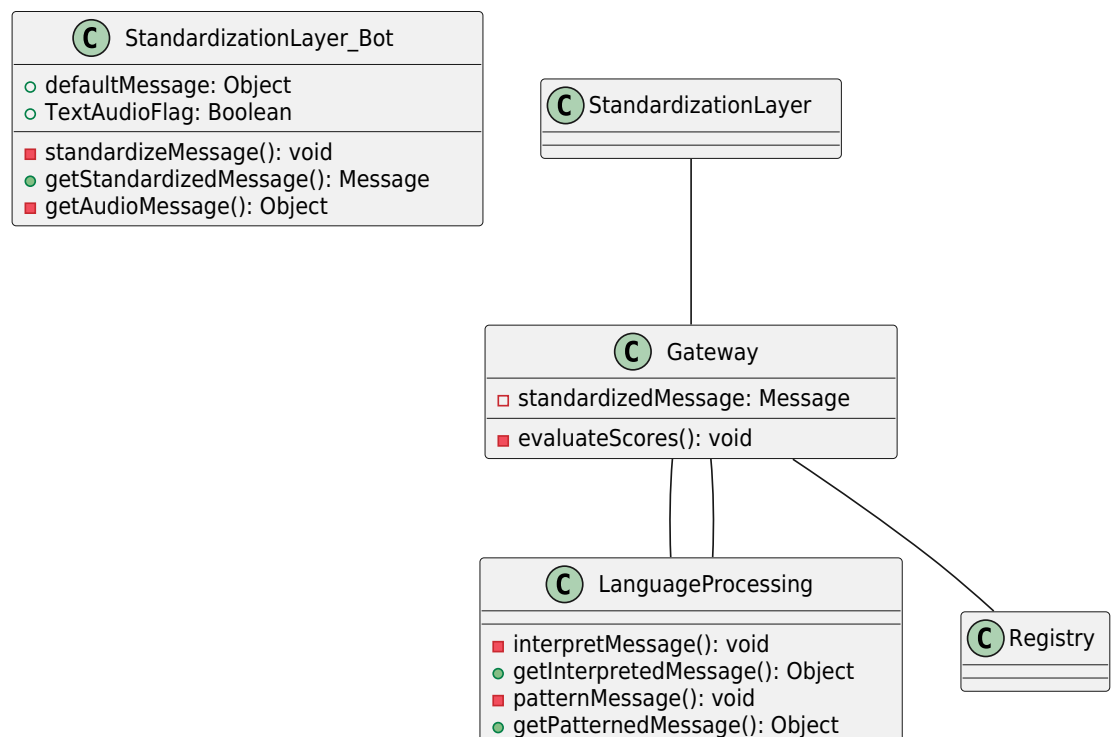 C StandardizationLayer_Bot
defaultMessage: Object
TextAudioFlag: Boolean
standardizeMessage(): void
getStandardizedMessage(): Message
getAudioMessage(): Object
C StandardizationLayer
C Gateway
standardizedMessage: Message
evaluateScores(): void
C LanguageProcessing
interpretMessage(): void
getInterpretedMessage(): Object
patternMessage(): void
getPatternedMessage(): Object
C Registry